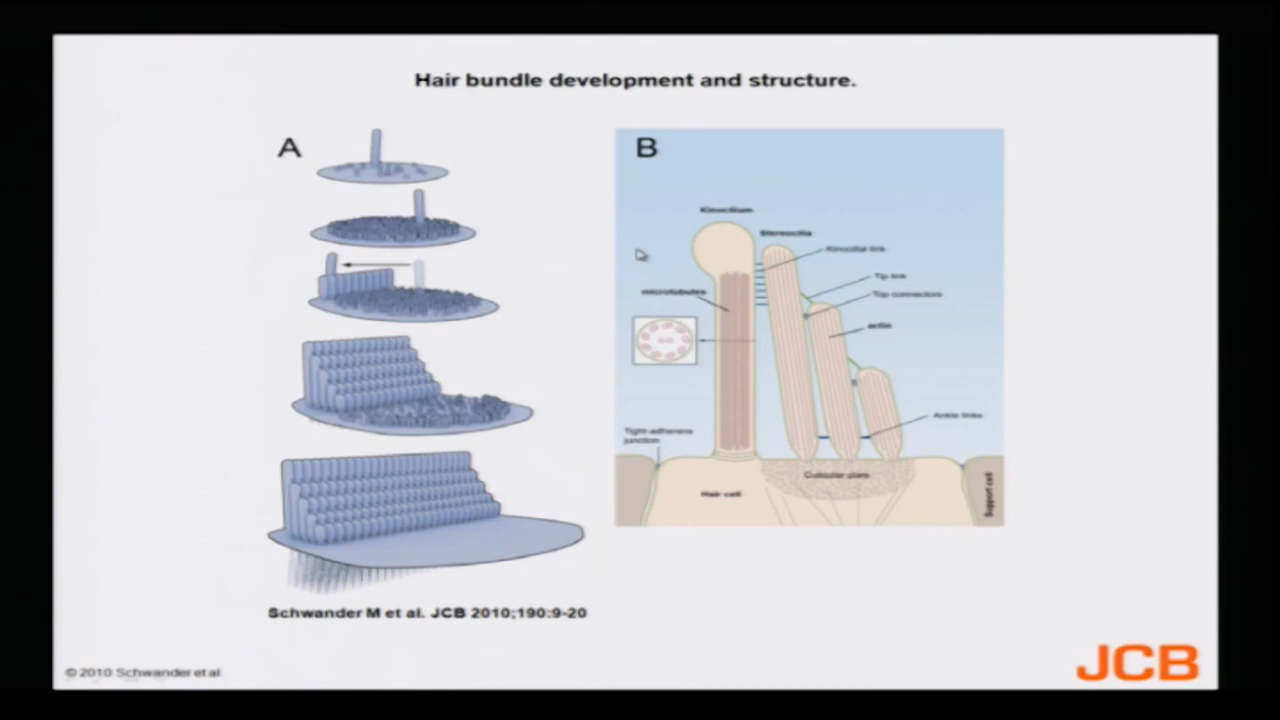 Hair bundle development and structure.
A
B
Kinocilium
Stereocilia
Kinocilial link
Tip link
microtubules
Top connectors
actin
Ankle links
Tight-adherens
junction
Cuticular plate
Hair cell
Support cell
Schwander M et al. JCB 2010;190:9-20
© 2010 Schwander et al.
JCB